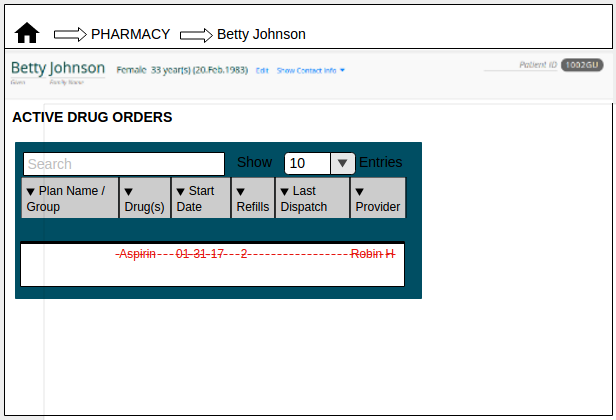 PHARMACY Betty Johnson
Betty Johnson Female 33 year(s) (20.Feb.1983) Edit Show Contact Info Patient ID 1002GU
Given Family Name
ACTIVE DRUG ORDERS
Search Show 10 Entries
Plan Name / Group Drug(s) Start Date Refills Last Dispatch Provider
-Aspirin - - - 01-31-17 - - 2 - - - - - - - - - - - - - - - - - Robin H